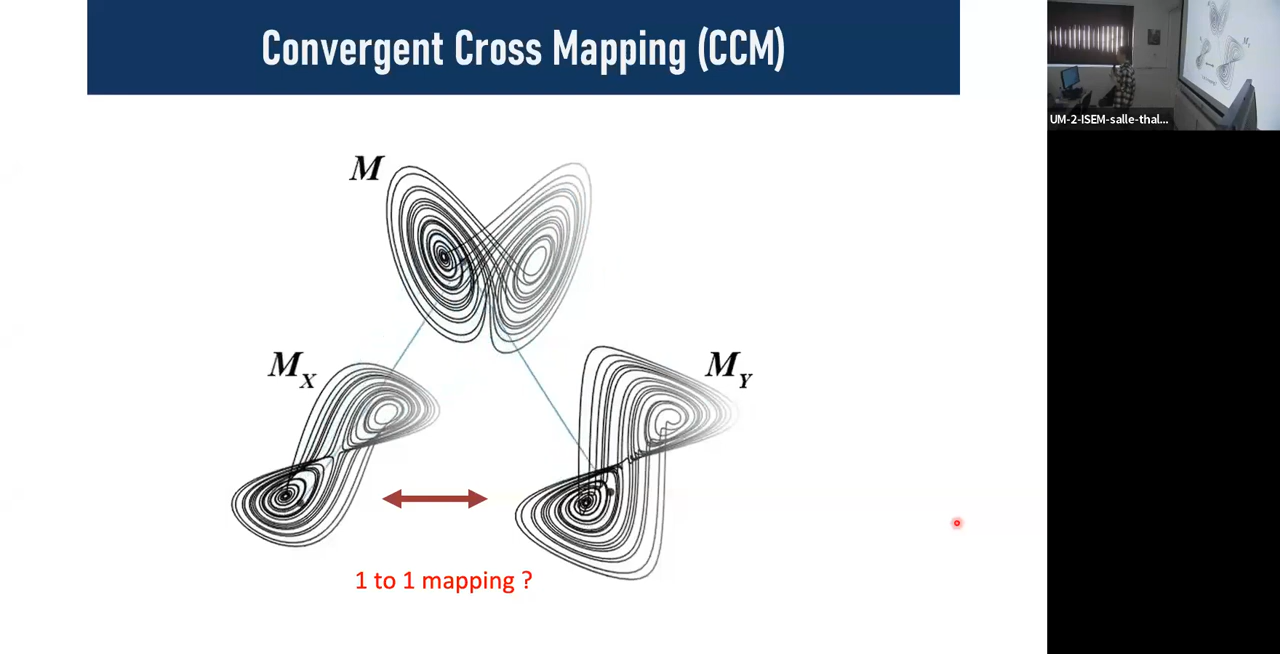 Convergent Cross Mapping (CCM)
UM-2-ISEM-salle-thal...
M
M_X
M_Y
1 to 1 mapping ?